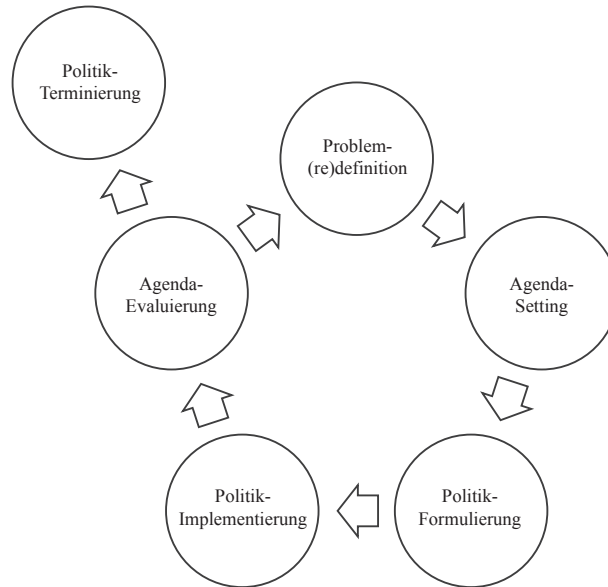 Politik-
Terminierung
Problem-
(re)definition
Agenda-
Evaluierung
Agenda-
Setting
Politik-
Implementierung
Politik-
Formulierung